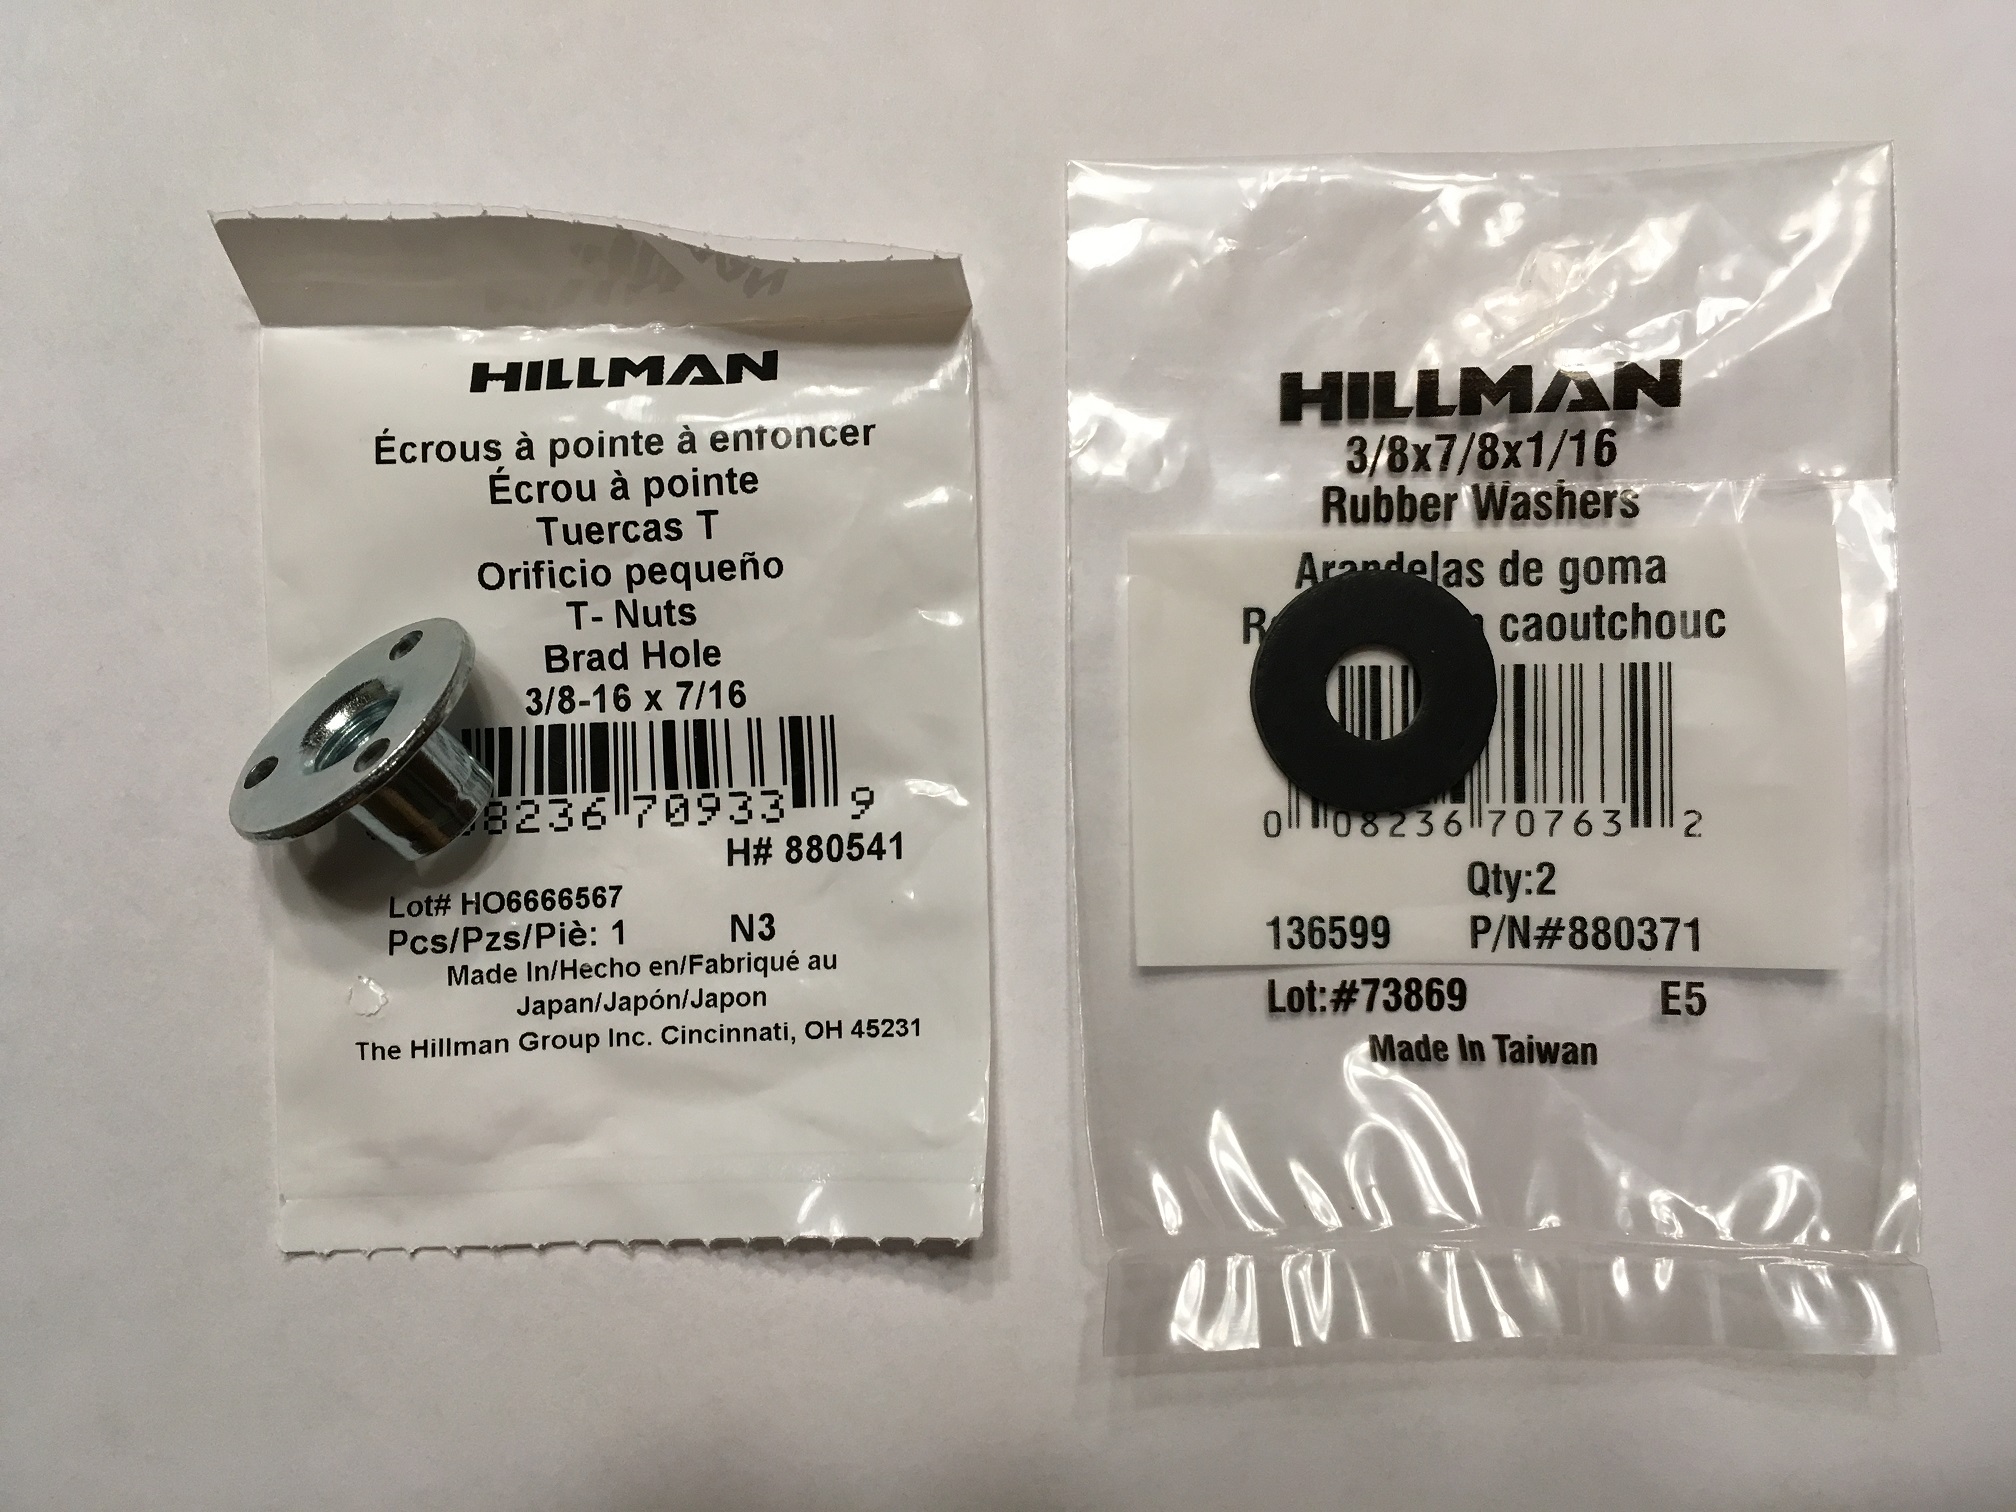 HILLMAN
Écrous à pointe à enfoncer
Écrou à pointe
Tuercas T
Orificio pequeño
T- Nuts
Brad Hole
3/8-16 x 7/16
8236 70933 9
H# 880541
Lot# HO6666567
Pcs/Pzs/Piè: 1 N3
Made In/Hecho en/Fabriqué au
Japan/Japón/Japon
The Hillman Group Inc. Cincinnati, OH 45231
HILLMAN
3/8x7/8x1/16
Rubber Washers
Arandelas de goma
caoutchouc
0 08236 70763 2
Qty:2
136599 P/N#880371
Lot:#73869 E5
Made In Taiwan